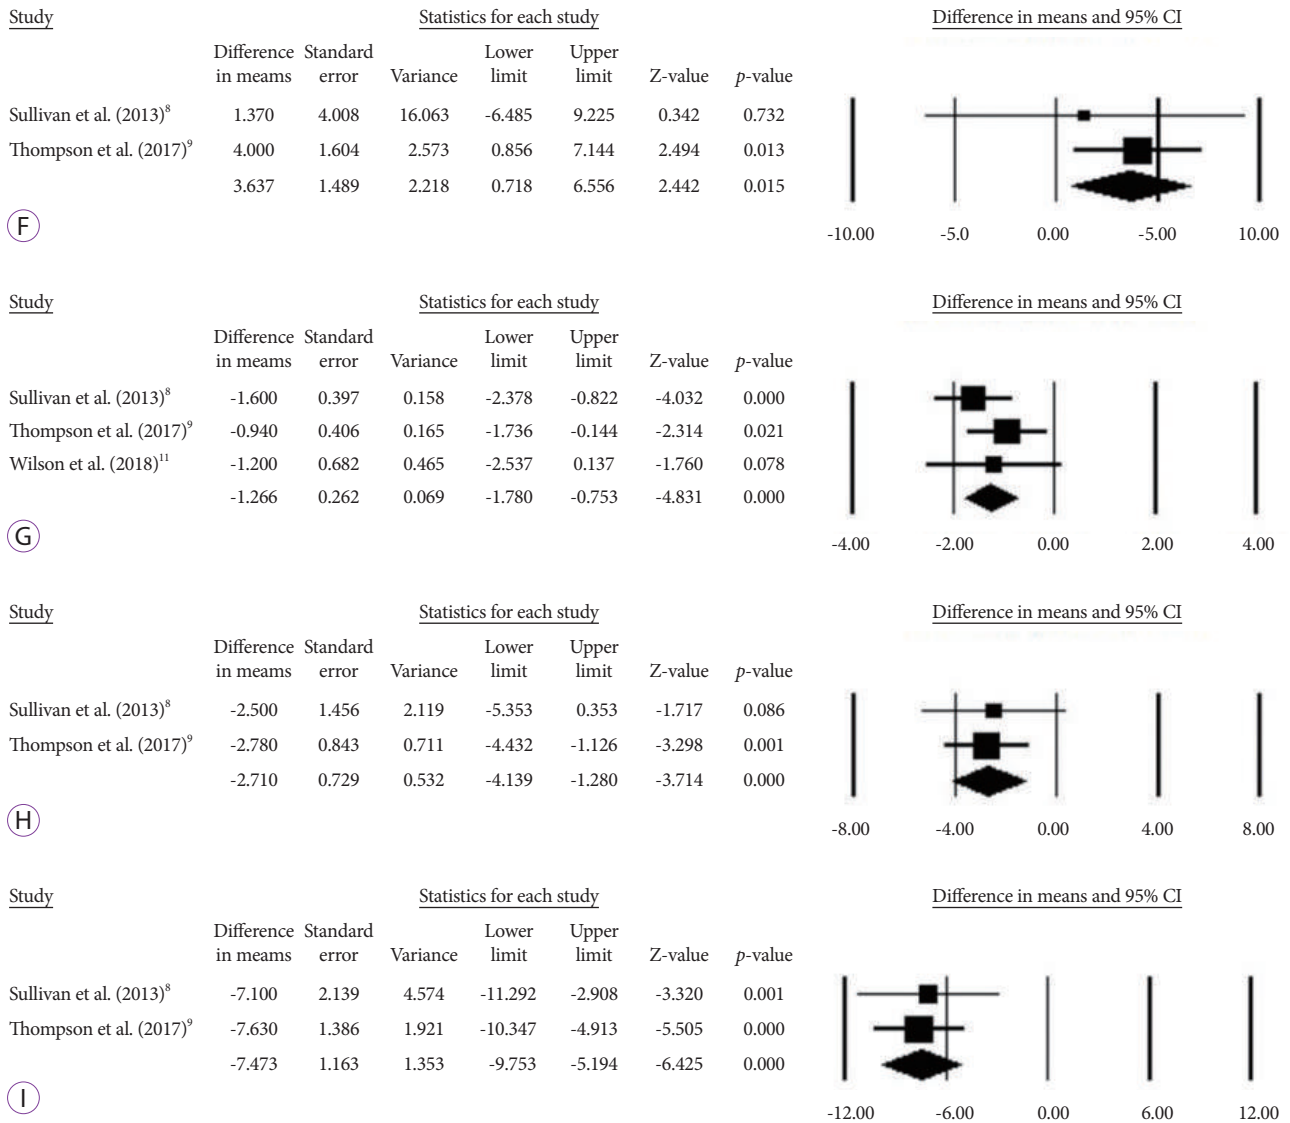 Study Statistics for each study Difference in means and 95% CI
Difference Standard Lower Upper
in meams error Variance limit limit Z-value p-value
Sullivan et al. (2013)8 1.370 4.008 16.063 -6.485 9.225 0.342 0.732
Thompson et al. (2017)9 4.000 1.604 2.573 0.856 7.144 2.494 0.013
3.637 1.489 2.218 0.718 6.556 2.442 0.015
F
-10.00 -5.0 0.00 -5.00 10.00
Study Statistics for each study Difference in means and 95% CI
Difference Standard Lower Upper
in meams error Variance limit limit Z-value p-value
Sullivan et al. (2013)8 -1.600 0.397 0.158 -2.378 -0.822 -4.032 0.000
Thompson et al. (2017)9 -0.940 0.406 0.165 -1.736 -0.144 -2.314 0.021
Wilson et al. (2018)11 -1.200 0.682 0.465 -2.537 0.137 -1.760 0.078
-1.266 0.262 0.069 -1.780 -0.753 -4.831 0.000
G
-4.00 -2.00 0.00 2.00 4.00
Study Statistics for each study Difference in means and 95% CI
Difference Standard Lower Upper
in meams error Variance limit limit Z-value p-value
Sullivan et al. (2013)8 -2.500 1.456 2.119 -5.353 0.353 -1.717 0.086
Thompson et al. (2017)9 -2.780 0.843 0.711 -4.432 -1.126 -3.298 0.001
-2.710 0.729 0.532 -4.139 -1.280 -3.714 0.000
H
-8.00 -4.00 0.00 4.00 8.00
Study Statistics for each study Difference in means and 95% CI
Difference Standard Lower Upper
in meams error Variance limit limit Z-value p-value
Sullivan et al. (2013)8 -7.100 2.139 4.574 -11.292 -2.908 -3.320 0.001
Thompson et al. (2017)9 -7.630 1.386 1.921 -10.347 -4.913 -5.505 0.000
-7.473 1.163 1.353 -9.753 -5.194 -6.425 0.000
I
-12.00 -6.00 0.00 6.00 12.00